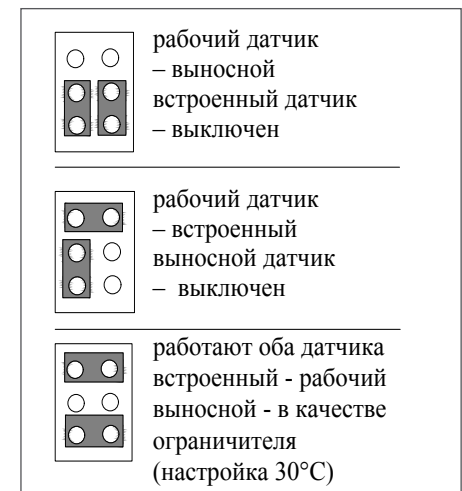 рабочий датчик
– выносной
встроенный датчик
– выключен
рабочий датчик
– встроенный
выносной датчик
– выключен
работают оба датчика
встроенный - рабочий
выносной - в качестве
ограничителя
(настройка 30°С)